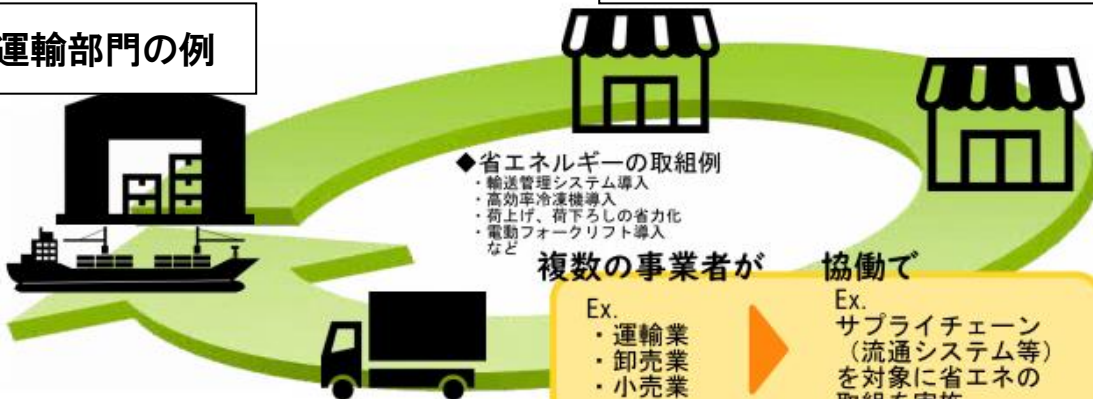 運輸部門の例
◆省エネルギーの取組例
・輸送管理システム導入
・高効率冷凍機導入
・荷上げ、荷下ろしの省力化
・電動フォークリフト導入
など
複数の事業者が
Ex.
・運輸業
・卸売業
・小売業
協働で
Ex.
サプライチェーン
（流通システム等）
を対象に省エネの
取組を実施